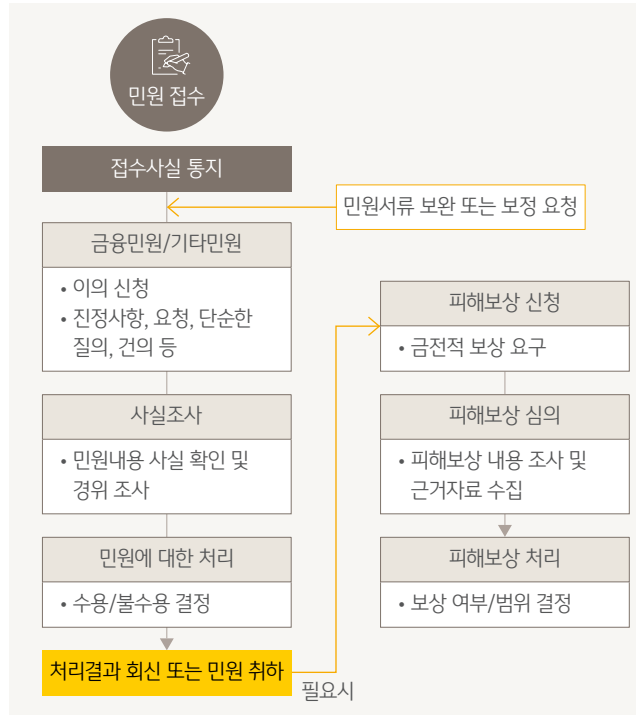 민원 접수
접수사실 통지
민원서류 보완 또는 보정 요청
금융민원/기타민원
• 이의 신청
• 진정사항, 요청, 단순한
질의, 건의 등
사실조사
• 민원내용 사실 확인 및
경위 조사
민원에 대한 처리
• 수용/불수용 결정
처리결과 회신 또는 민원 취하
필요시
피해보상 신청
• 금전적 보상 요구
피해보상 심의
• 피해보상 내용 조사 및
근거자료 수집
피해보상 처리
• 보상 여부/범위 결정